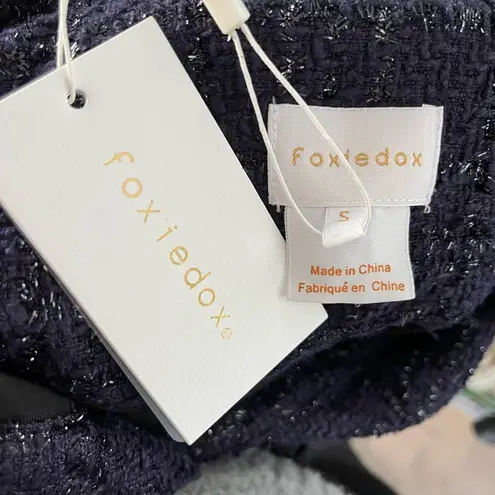 foxiedox®
foxiedox
S
Made in China
Fabriqué en Chine